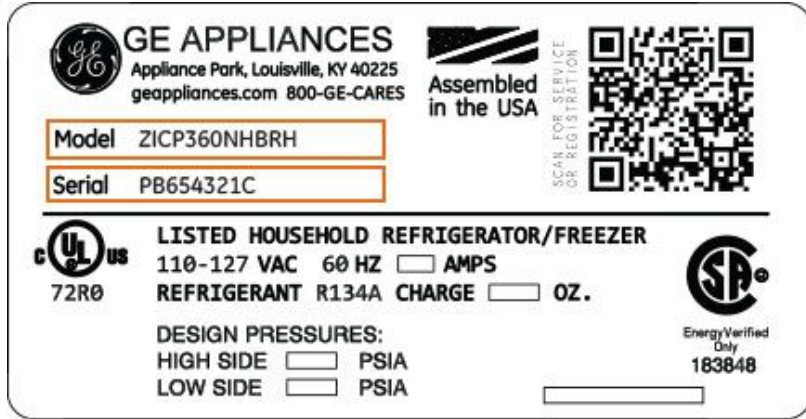 GE
GE APPLIANCES
Appliance Park, Louisville, KY 40225
geappliances.com 800-GE-CARES
Assembled
in the USA
SCAN FOR SERVICE
OR REGISTRATION
Model ZICP360NHBRH
Serial PB654321C
C UL US
72R0
LISTED HOUSEHOLD REFRIGERATOR/FREEZER
110-127 VAC 60 HZ AMPS
REFRIGERANT R134A CHARGE OZ.
DESIGN PRESSURES:
HIGH SIDE PSIA
LOW SIDE PSIA
SA
EnergyVerified
Only
183848